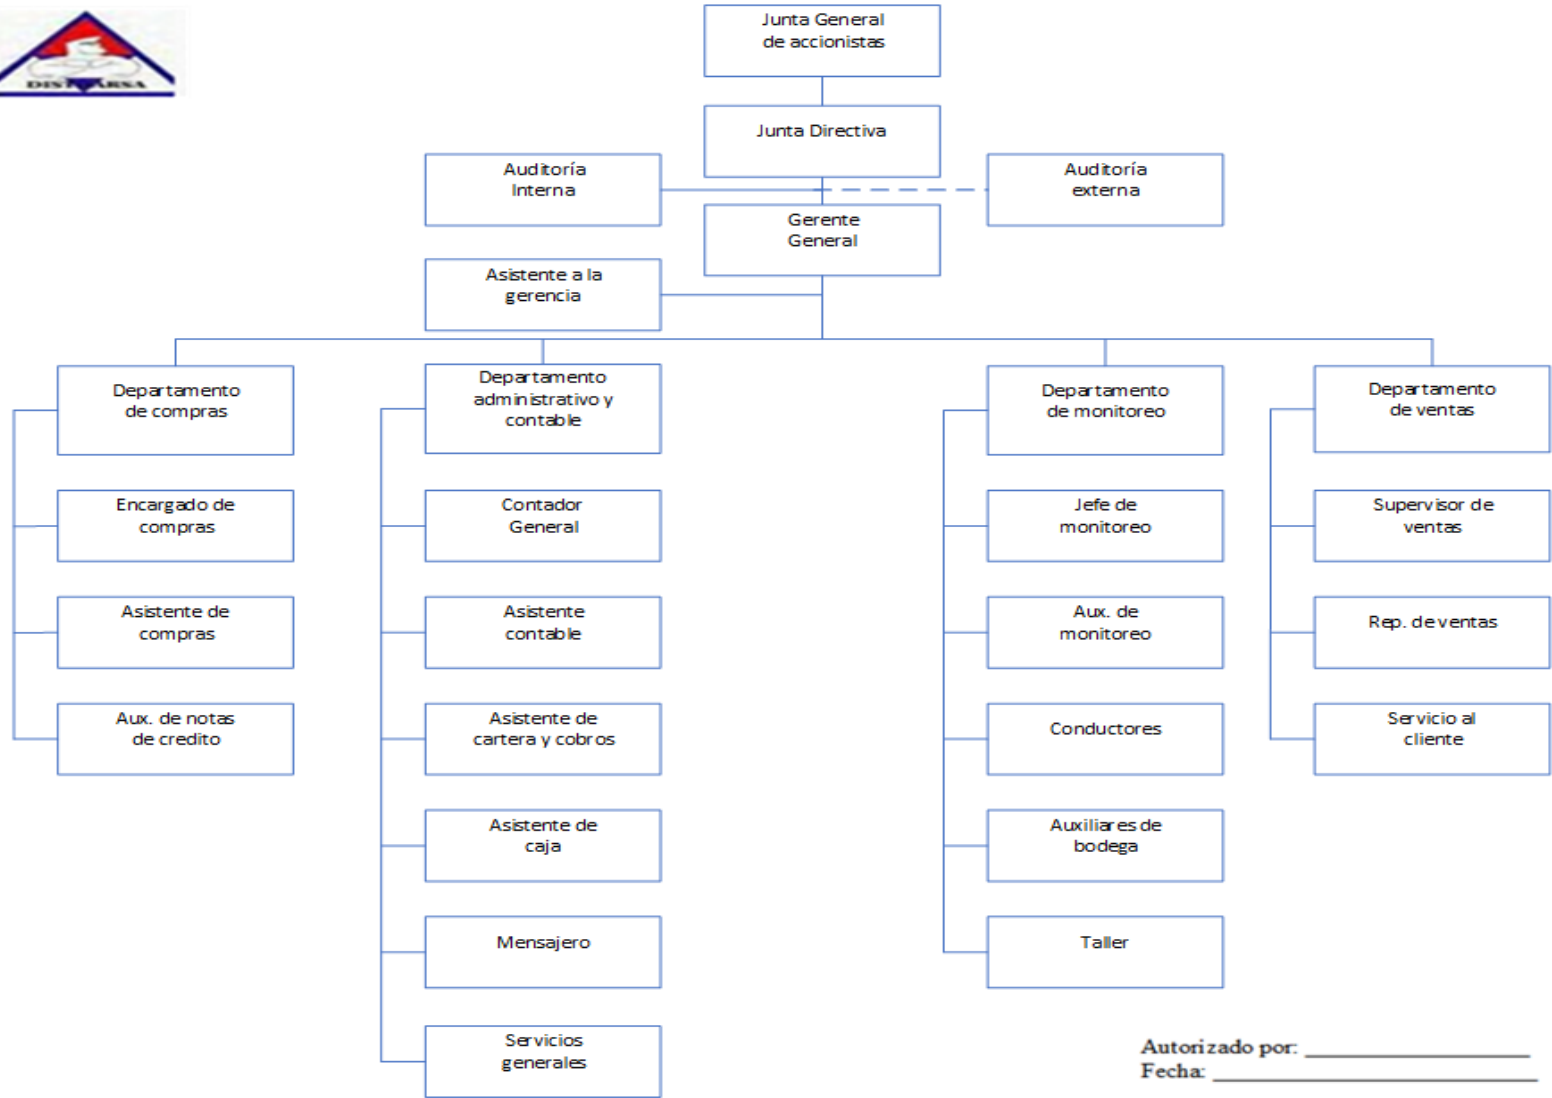 Junta General
de accionistas
Junta Directiva
Auditoría
Interna
Auditoría
externa
Gerente
General
Asistente a la
gerencia
Departamento
de compras
Departamento
administrativo y
contable
Departamento
de monitoreo
Departamento
de ventas
Encargado de
compras
Contador
General
Jefe de
monitoreo
Supervisor de
ventas
Asistente de
compras
Asistente
contable
Aux. de
monitoreo
Rep. de ventas
Aux. de notas
de credito
Asistente de
cartera y cobros
Conductores
Servicio al
cliente
Asistente de
caja
Auxiliares de
bodega
Mensajero
Taller
Servicios
generales
Autorizado por:
Fecha: